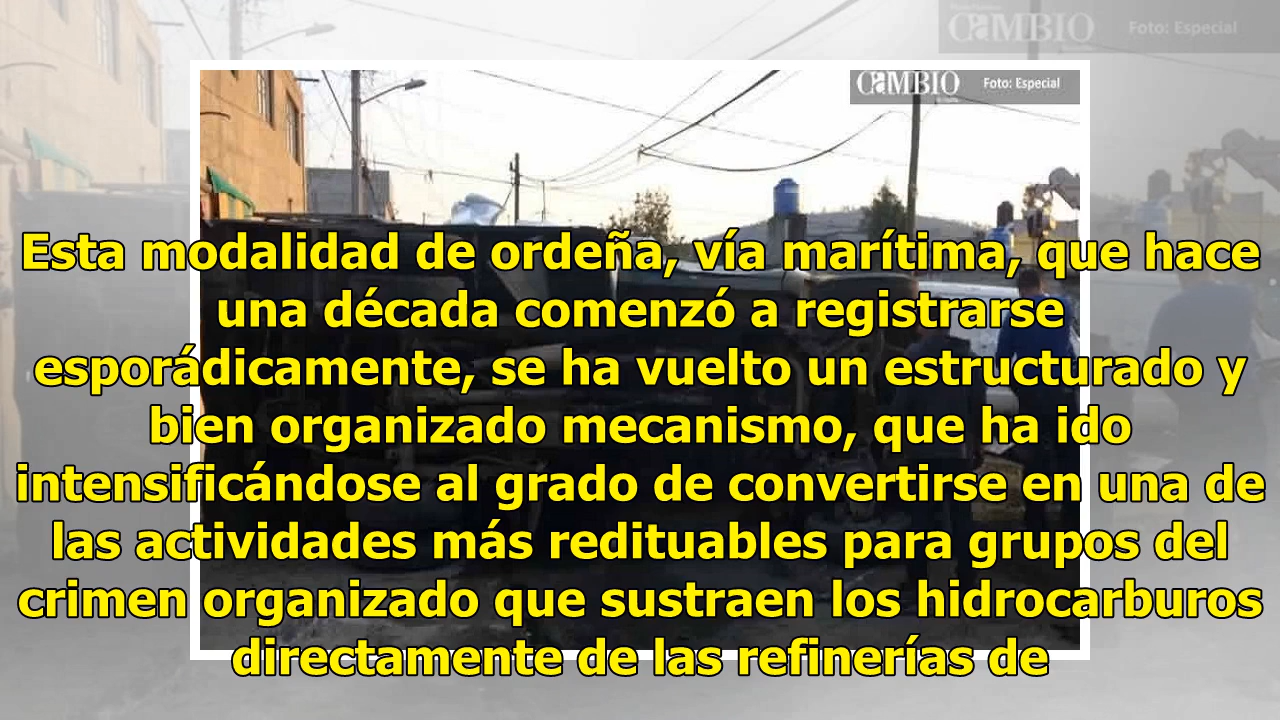 CAMBIO Foto: Especial
CAMBIO Foto: Especial
Esta modalidad de ordeña, vía marítima, que hace
una década comenzó a registrarse
esporádicamente, se ha vuelto un estructurado y
bien organizado mecanismo, que ha ido
intensificándose al grado de convertirse en una de
las actividades más redituables para grupos del
crimen organizado que sustraen los hidrocarburos
directamente de las refinerías de